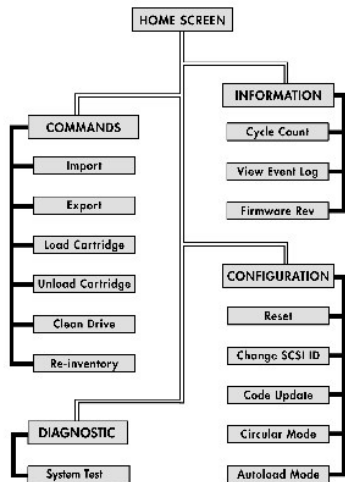 HOME SCREEN
COMMANDS
Import
Export
Load Cartridge
Unload Cartridge
Clean Drive
Re-inventory
DIAGNOSTIC
System Test
INFORMATION
Cycle Count
View Event Log
Firmware Rev
CONFIGURATION
Reset
Change SCSI ID
Code Update
Circular Mode
Autoload Mode